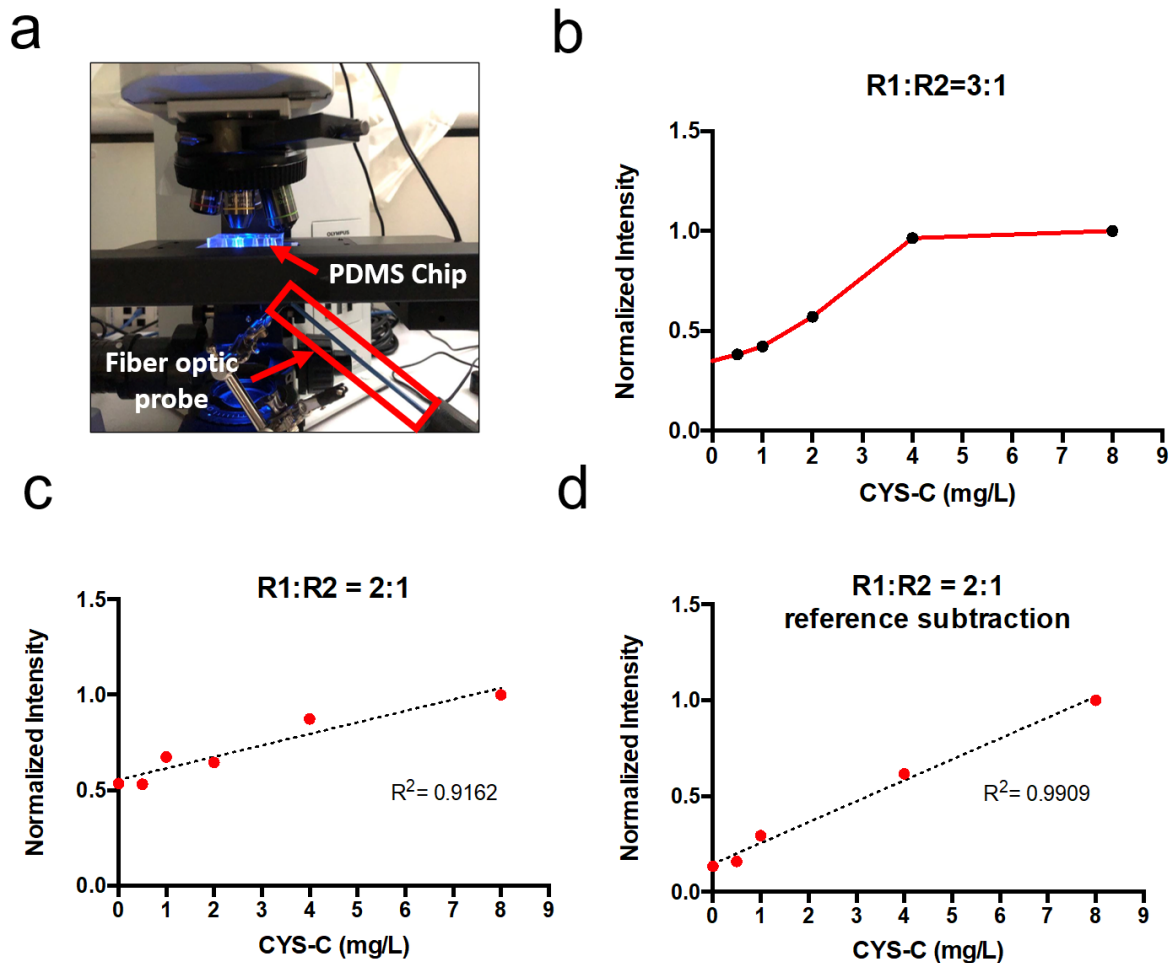 a
OLYMPUS
PDMS Chip
Fiber optic
probe
b
R1:R2=3:1
Normalized Intensity
1.5
1.0
0.5
0.0
0 1 2 3 4 5 6 7 8 9
CYS-C (mg/L)
c
R1:R2 = 2:1
Normalized Intensity
1.5
1.0
0.5
0.0
R²= 0.9162
0 1 2 3 4 5 6 7 8 9
CYS-C (mg/L)
d
R1:R2 = 2:1
reference subtraction
Normalized Intensity
1.5
1.0
0.5
0.0
R²= 0.9909
0 1 2 3 4 5 6 7 8 9
CYS-C (mg/L)